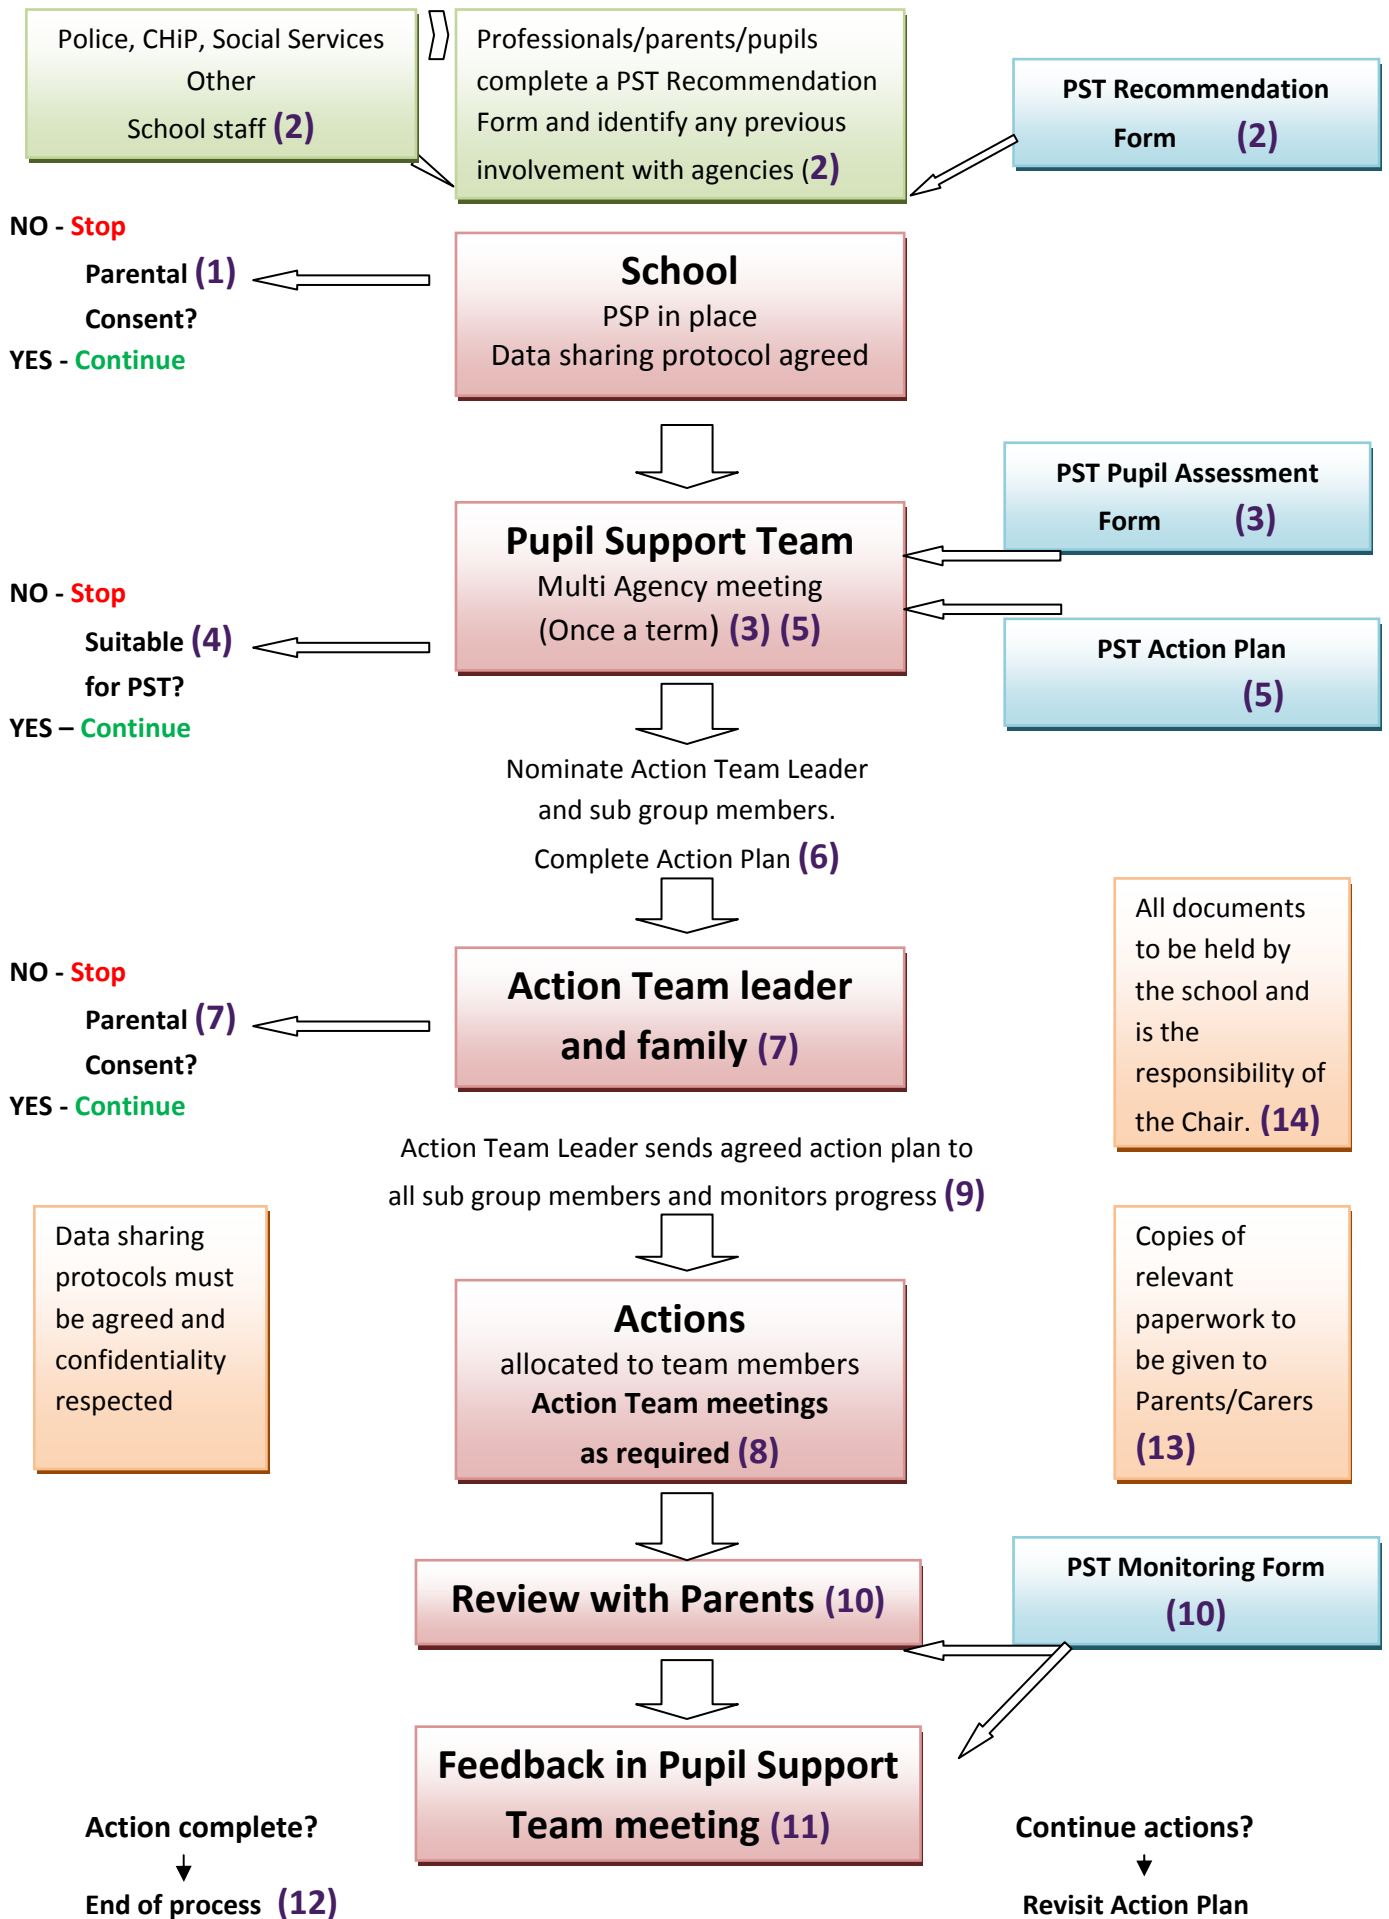 Police, CHiP, Social Services
Other
School staff (2)
Professionals/parents/pupils
complete a PST Recommendation
Form and identify any previous
involvement with agencies (2)
PST Recommendation
Form (2)
NO - Stop
Parental (1)
Consent?
YES - Continue
School
PSP in place
Data sharing protocol agreed
PST Pupil Assessment
Form (3)
Pupil Support Team
Multi Agency meeting
(Once a term) (3) (5)
NO - Stop
Suitable (4)
for PST?
YES – Continue
PST Action Plan
(5)
Nominate Action Team Leader
and sub group members.
Complete Action Plan (6)
All documents
to be held by
the school and
is the
responsibility of
the Chair. (14)
NO - Stop
Parental (7)
Consent?
YES - Continue
Action Team leader
and family (7)
Action Team Leader sends agreed action plan to
all sub group members and monitors progress (9)
Data sharing
protocols must
be agreed and
confidentiality
respected
Actions
allocated to team members
Action Team meetings
as required (8)
Copies of
relevant
paperwork to
be given to
Parents/Carers
(13)
Review with Parents (10)
PST Monitoring Form
(10)
Feedback in Pupil Support
Team meeting (11)
Action complete?
End of process (12)
Continue actions?
Revisit Action Plan